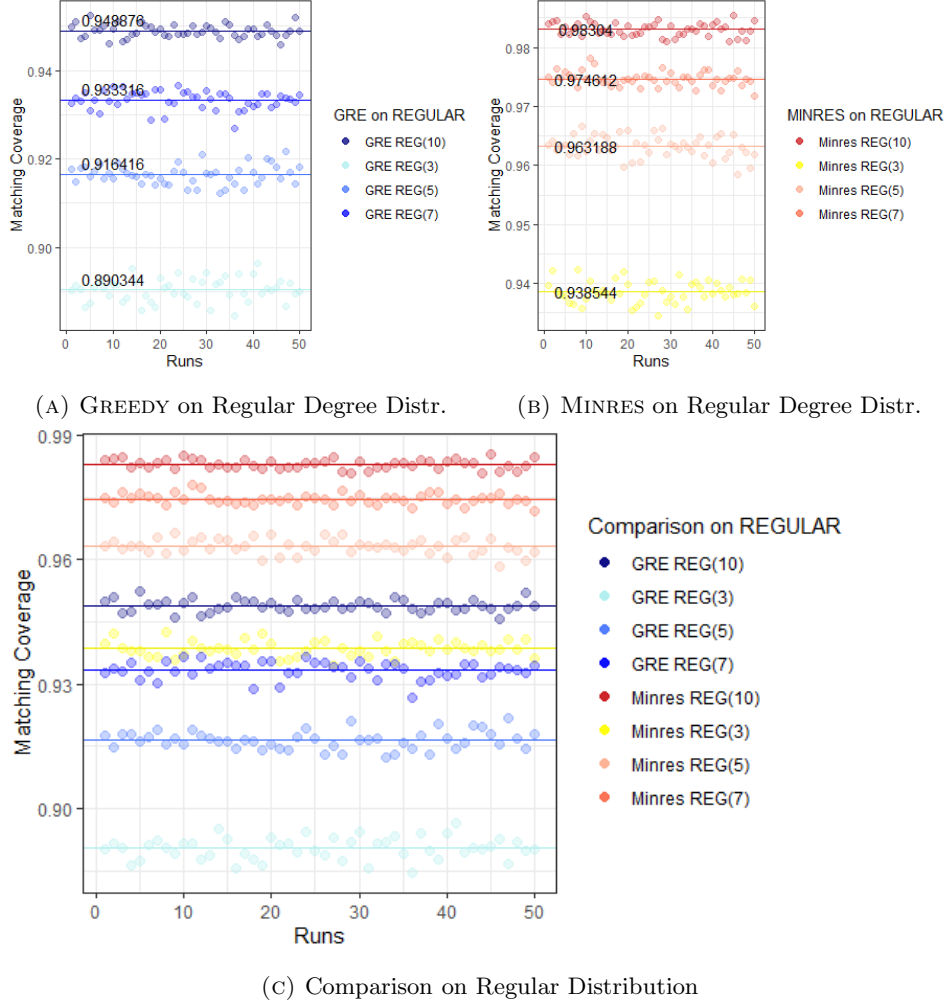 Matching Coverage
0.94
0.92
0.90
0.948876
0.933316
0.916416
0.890344
0 10 20 30 40 50
Runs
GRE on REGULAR
GRE REG(10)
GRE REG(3)
GRE REG(5)
GRE REG(7)
Matching Coverage
0.98
0.97
0.96
0.95
0.94
0.98304
0.974612
0.963188
0.938544
0 10 20 30 40 50
Runs
MINRES on REGULAR
Minres REG(10)
Minres REG(3)
Minres REG(5)
Minres REG(7)
(A) GREEDY on Regular Degree Distr.
(B) MINRES on Regular Degree Distr.
Matching Coverage
0.99
0.96
0.93
0.90
0 10 20 30 40 50
Runs
Comparison on REGULAR
GRE REG(10)
GRE REG(3)
GRE REG(5)
GRE REG(7)
Minres REG(10)
Minres REG(3)
Minres REG(5)
Minres REG(7)
(C) Comparison on Regular Distribution